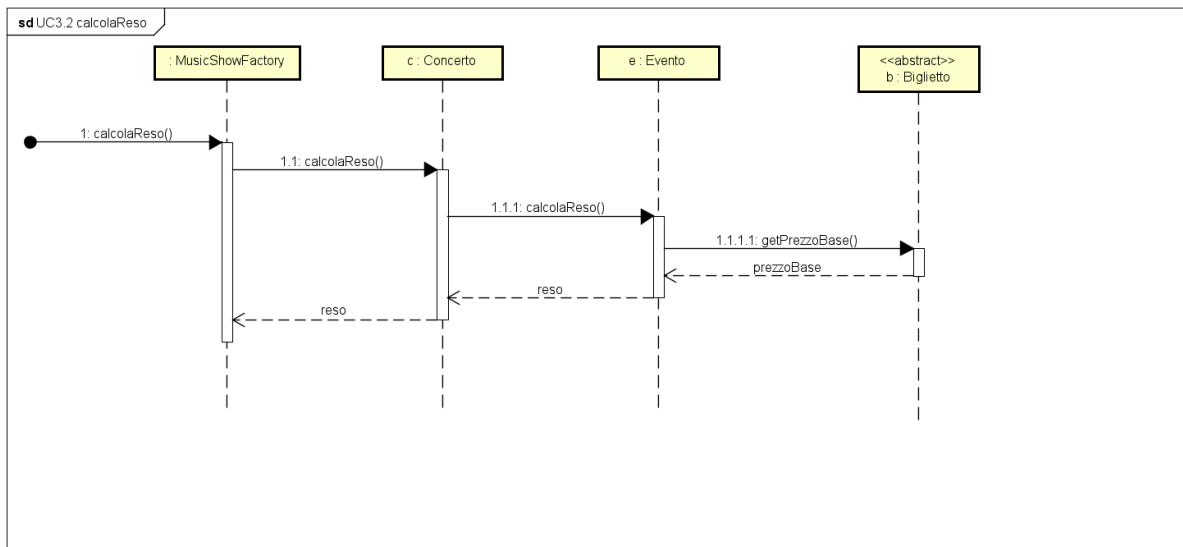 sd UC3.2 calcolaReso
: MusicShowFactory
c : Concerto
e : Evento
<<abstract>>
b : Biglietto
1: calcolaReso()
1.1: calcolaReso()
1.1.1: calcolaReso()
1.1.1.1: getPrezzoBase()
prezzoBase
reso
reso